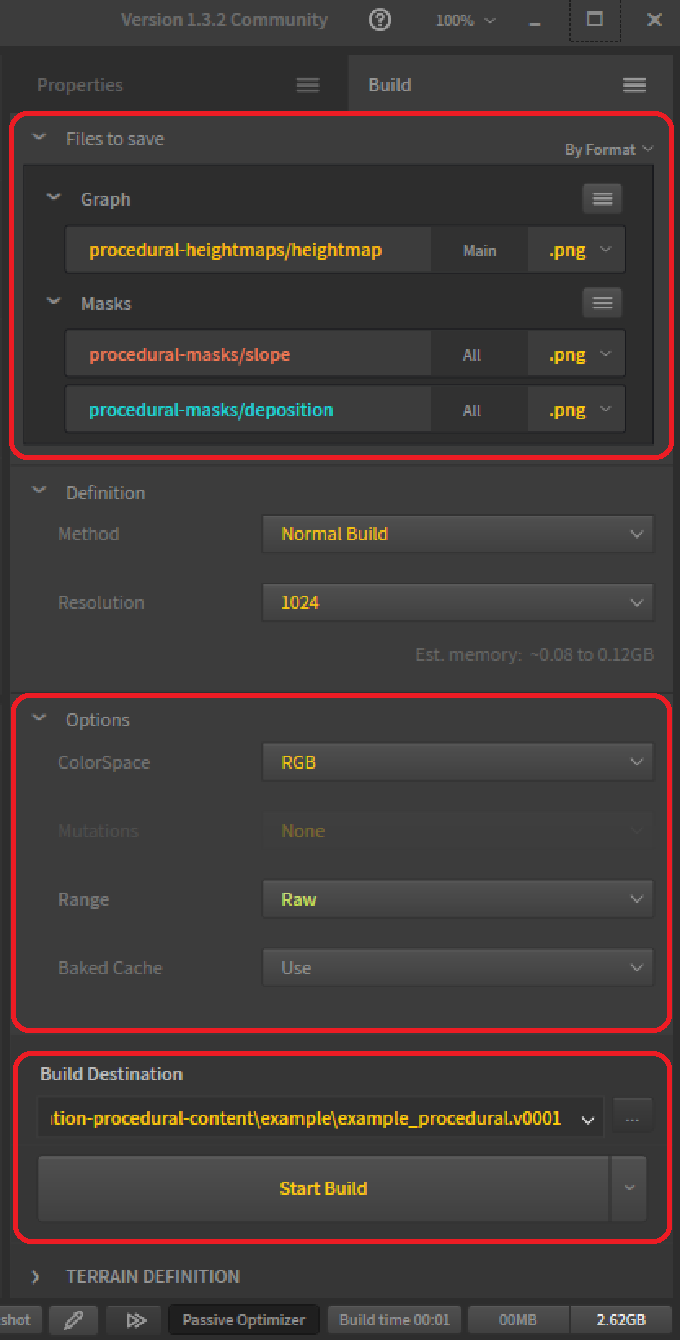 Version 1.3.2 Community ? 100%
Properties Build
Files to save
By Format
Graph
procedural-heightmaps/heightmap Main .png
Masks
procedural-masks/slope All .png
procedural-masks/deposition All .png
Definition
Method Normal Build
Resolution 1024
Est. memory: ~0.08 to 0.12GB
Options
ColorSpace RGB
Mutations None
Range Raw
Baked Cache Use
Build Destination
ition-procedural-content\example\example_procedural.v0001 ...
Start Build
TERRAIN DEFINITION
shot Passive Optimizer Build time 00:01 00MB 2.62GB